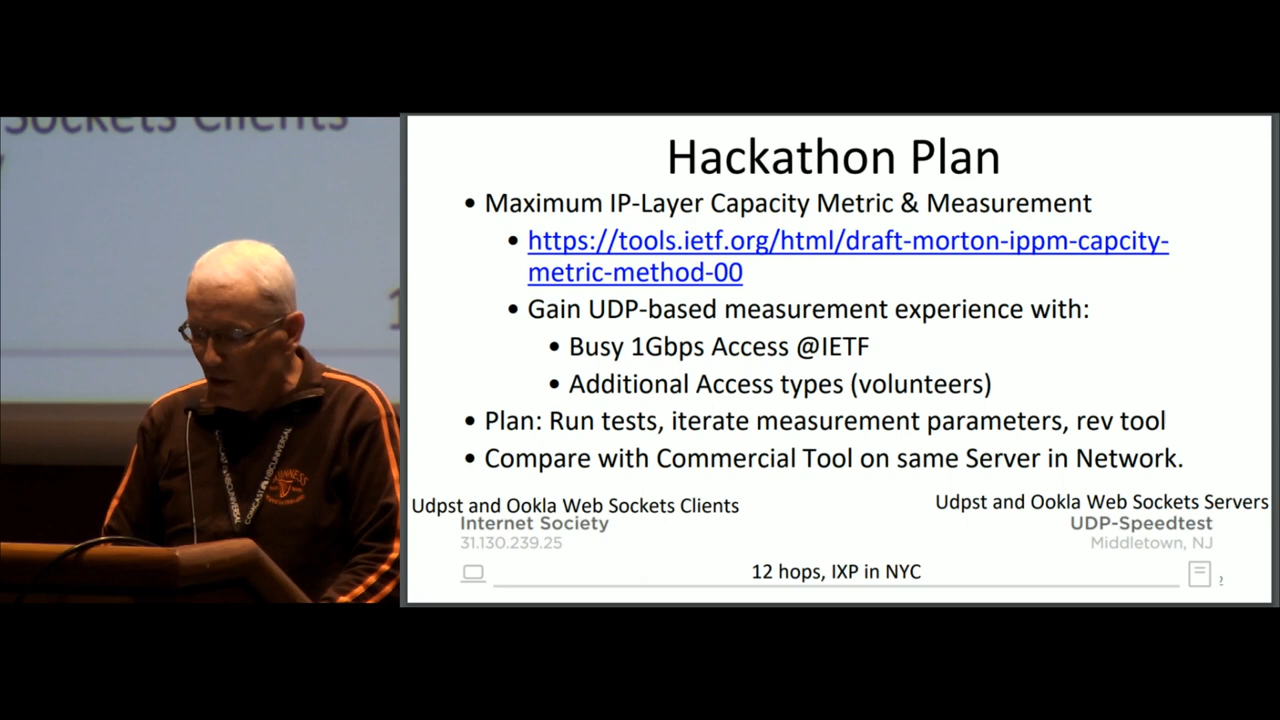 Sockets Clients
Hackathon Plan
• Maximum IP-Layer Capacity Metric & Measurement
• https://tools.ietf.org/html/draft-morton-ippm-capcity-
metric-method-00
• Gain UDP-based measurement experience with:
• Busy 1Gbps Access @IETF
• Additional Access types (volunteers)
• Plan: Run tests, iterate measurement parameters, rev tool
• Compare with Commercial Tool on same Server in Network.
Udpst and Ookla Web Sockets Clients
Udpst and Ookla Web Sockets Servers
Internet Society
UDP-Speedtest
31.130.239.25
Middletown, NJ
12 hops, IXP in NYC
2
COMCAST NBCUNIVERSAL
GUINNESS